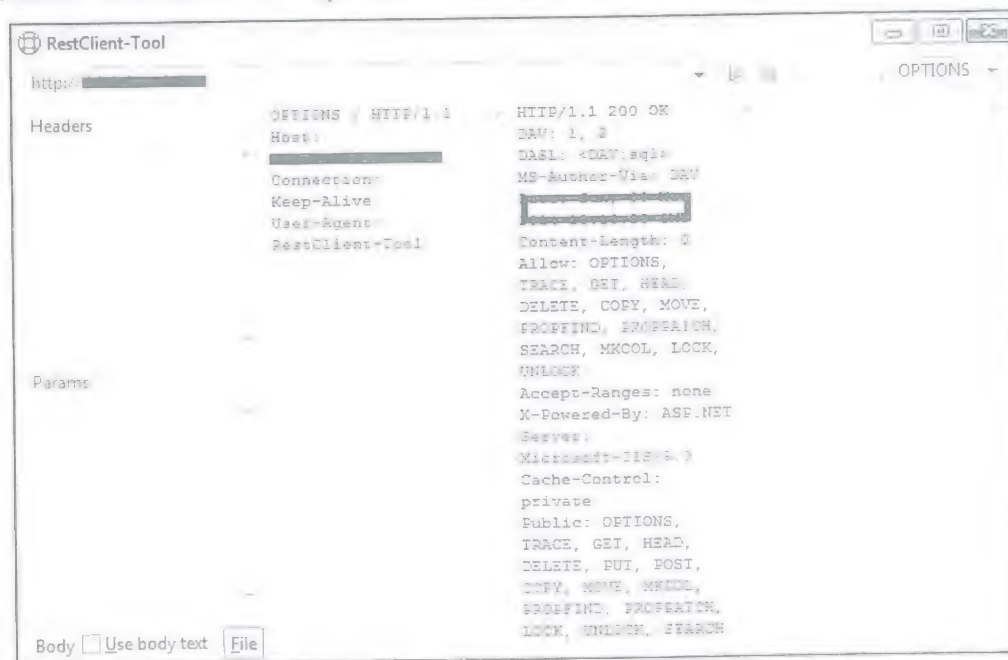 RestClient-Tool
http://
OPTIONS
Headers
OPTIONS / HTTP/1.1
Host:
Connection:
Keep-Alive
User-Agent:
RestClient-Tool
HTTP/1.1 200 OK
DAV: 1, 2
DASL: <DAV:sql>
MS-Author-Via: DAV
Content-Length: 0
Allow: OPTIONS,
TRACE, GET, HEAD,
DELETE, COPY, MOVE,
PROPFIND, PROPPATCH,
SEARCH, MKCOL, LOCK,
UNLOCK
Accept-Ranges: none
X-Powered-By: ASP.NET
Server:
Cache-Control:
private
Public: OPTIONS,
TRACE, GET, HEAD,
DELETE, PUT, POST,
COPY, MOVE, MKCOL,
PROPFIND, PROPPATCH,
LOCK, UNLOCK, SEARCH
Params
Body Use body text File